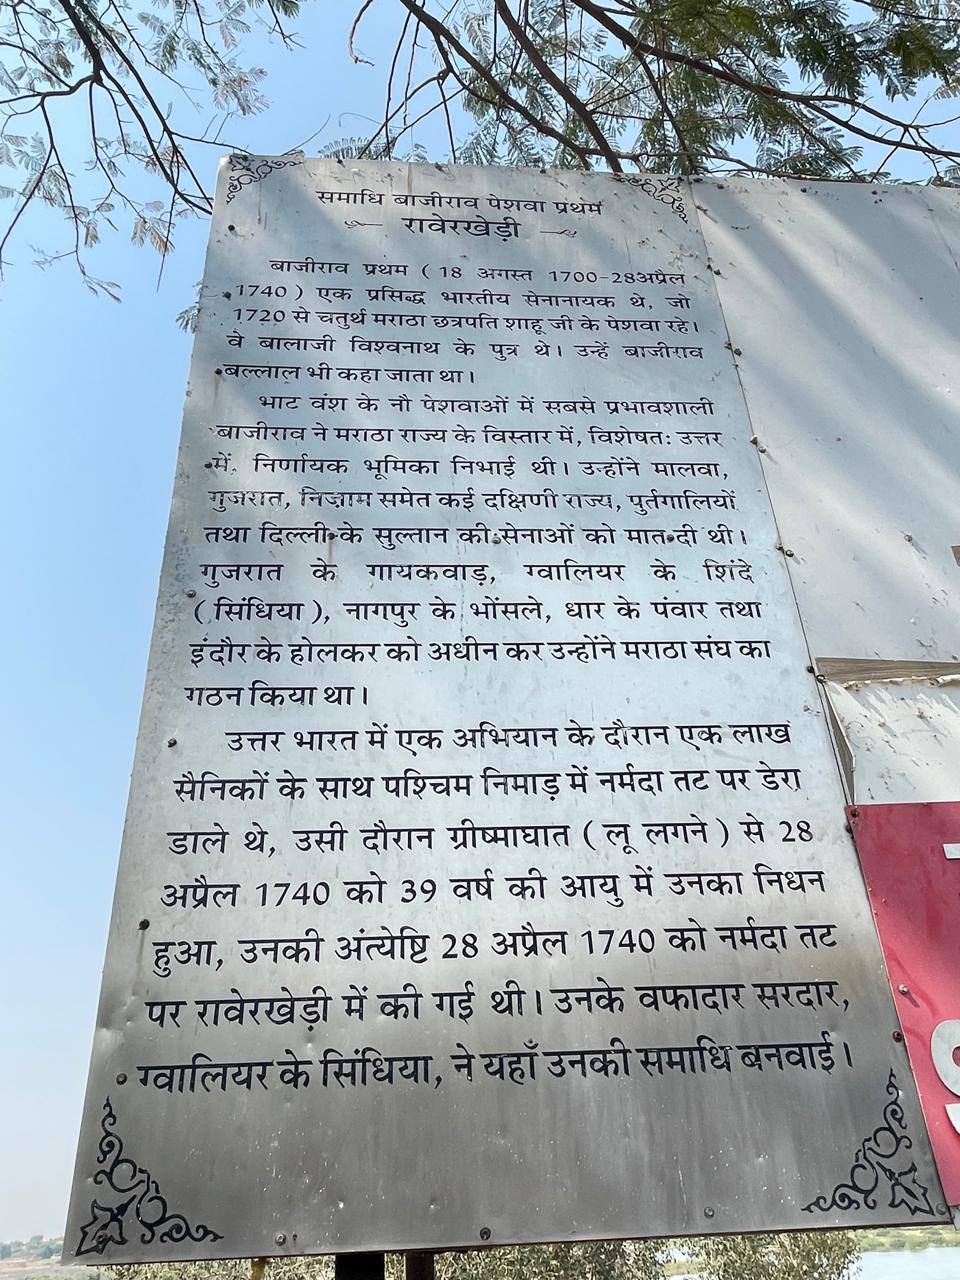 समाधि बाजीराव पेशवा प्रथम
रावेरखेड़ी
बाजीराव प्रथम ( 18 अगस्त 1700-28अप्रैल
1740 ) एक प्रसिद्ध भारतीय सेनानायक थे, जो
1720 से चतुर्थ मराठा छत्रपति शाहू जी के पेशवा रहे।
वे बालाजी विश्वनाथ के पुत्र थे। उन्हें बाजीराव
बल्लाल भी कहा जाता था।
भाट वंश के नौ पेशवाओं में सबसे प्रभावशाली
बाजीराव ने मराठा राज्य के विस्तार में, विशेषतः उत्तर
में, निर्णायक भूमिका निभाई थी। उन्होंने मालवा,
गुजरात, निज़ाम समेत कई दक्षिणी राज्य, पुर्तगालियों
तथा दिल्ली के सुल्तान की सेनाओं को मात दी थी।
गुजरात के गायकवाड़, ग्वालियर के शिंदे
( सिंधिया ), नागपुर के भोंसले, धार के पंवार तथा
इंदौर के होलकर को अधीन कर उन्होंने मराठा संघ का
गठन किया था।
उत्तर भारत में एक अभियान के दौरान एक लाख
सैनिकों के साथ पश्चिम निमाड़ में नर्मदा तट पर डेरा
डाले थे, उसी दौरान ग्रीष्माघात ( लू लगने ) से 28
अप्रैल 1740 को 39 वर्ष की आयु में उनका निधन
हुआ, उनकी अंत्येष्टि 28 अप्रैल 1740 को नर्मदा तट
पर रावेरखेड़ी में की गई थी। उनके वफादार सरदार,
ग्वालियर के सिंधिया, ने यहाँ उनकी समाधि बनवाई।